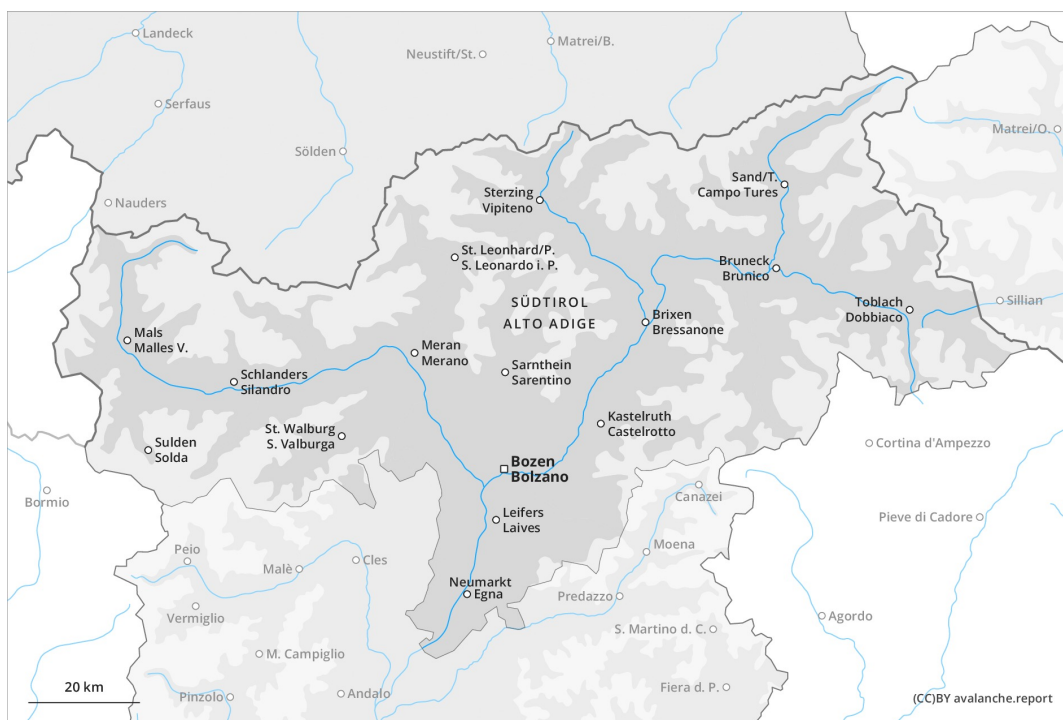 Landeck
Neustift/St.
Matrei/B.
Serfaus
Matrei/O.
Sölden
Sand/T.
Campo Tures
Sterzing
Vipiteno
Nauders
St. Leonhard/P.
S. Leonardo i. P.
Bruneck
Brunico
SÜDTIROL
ALTO ADIGE
Toblach
Dobbiaco
Sillian
Brixen
Bressanone
Mals
Malles V.
Meran
Merano
Sarnthein
Sarentino
Schlanders
Silandro
Kastelruth
Castelrotto
St. Walburg
S. Valburga
Sulden
Solda
Cortina d'Ampezzo
Bozen
Bolzano
Bormio
Canazei
Leifers
Laives
Pieve di Cadore
Peio
Moena
Cles
Malè
Neumarkt
Egna
Predazzo
Vermiglio
Agordo
S. Martino d. C.
M. Campiglio
20 km
Pinzolo
Andalo
Fiera d. P.
(CC)BY avalanche.report